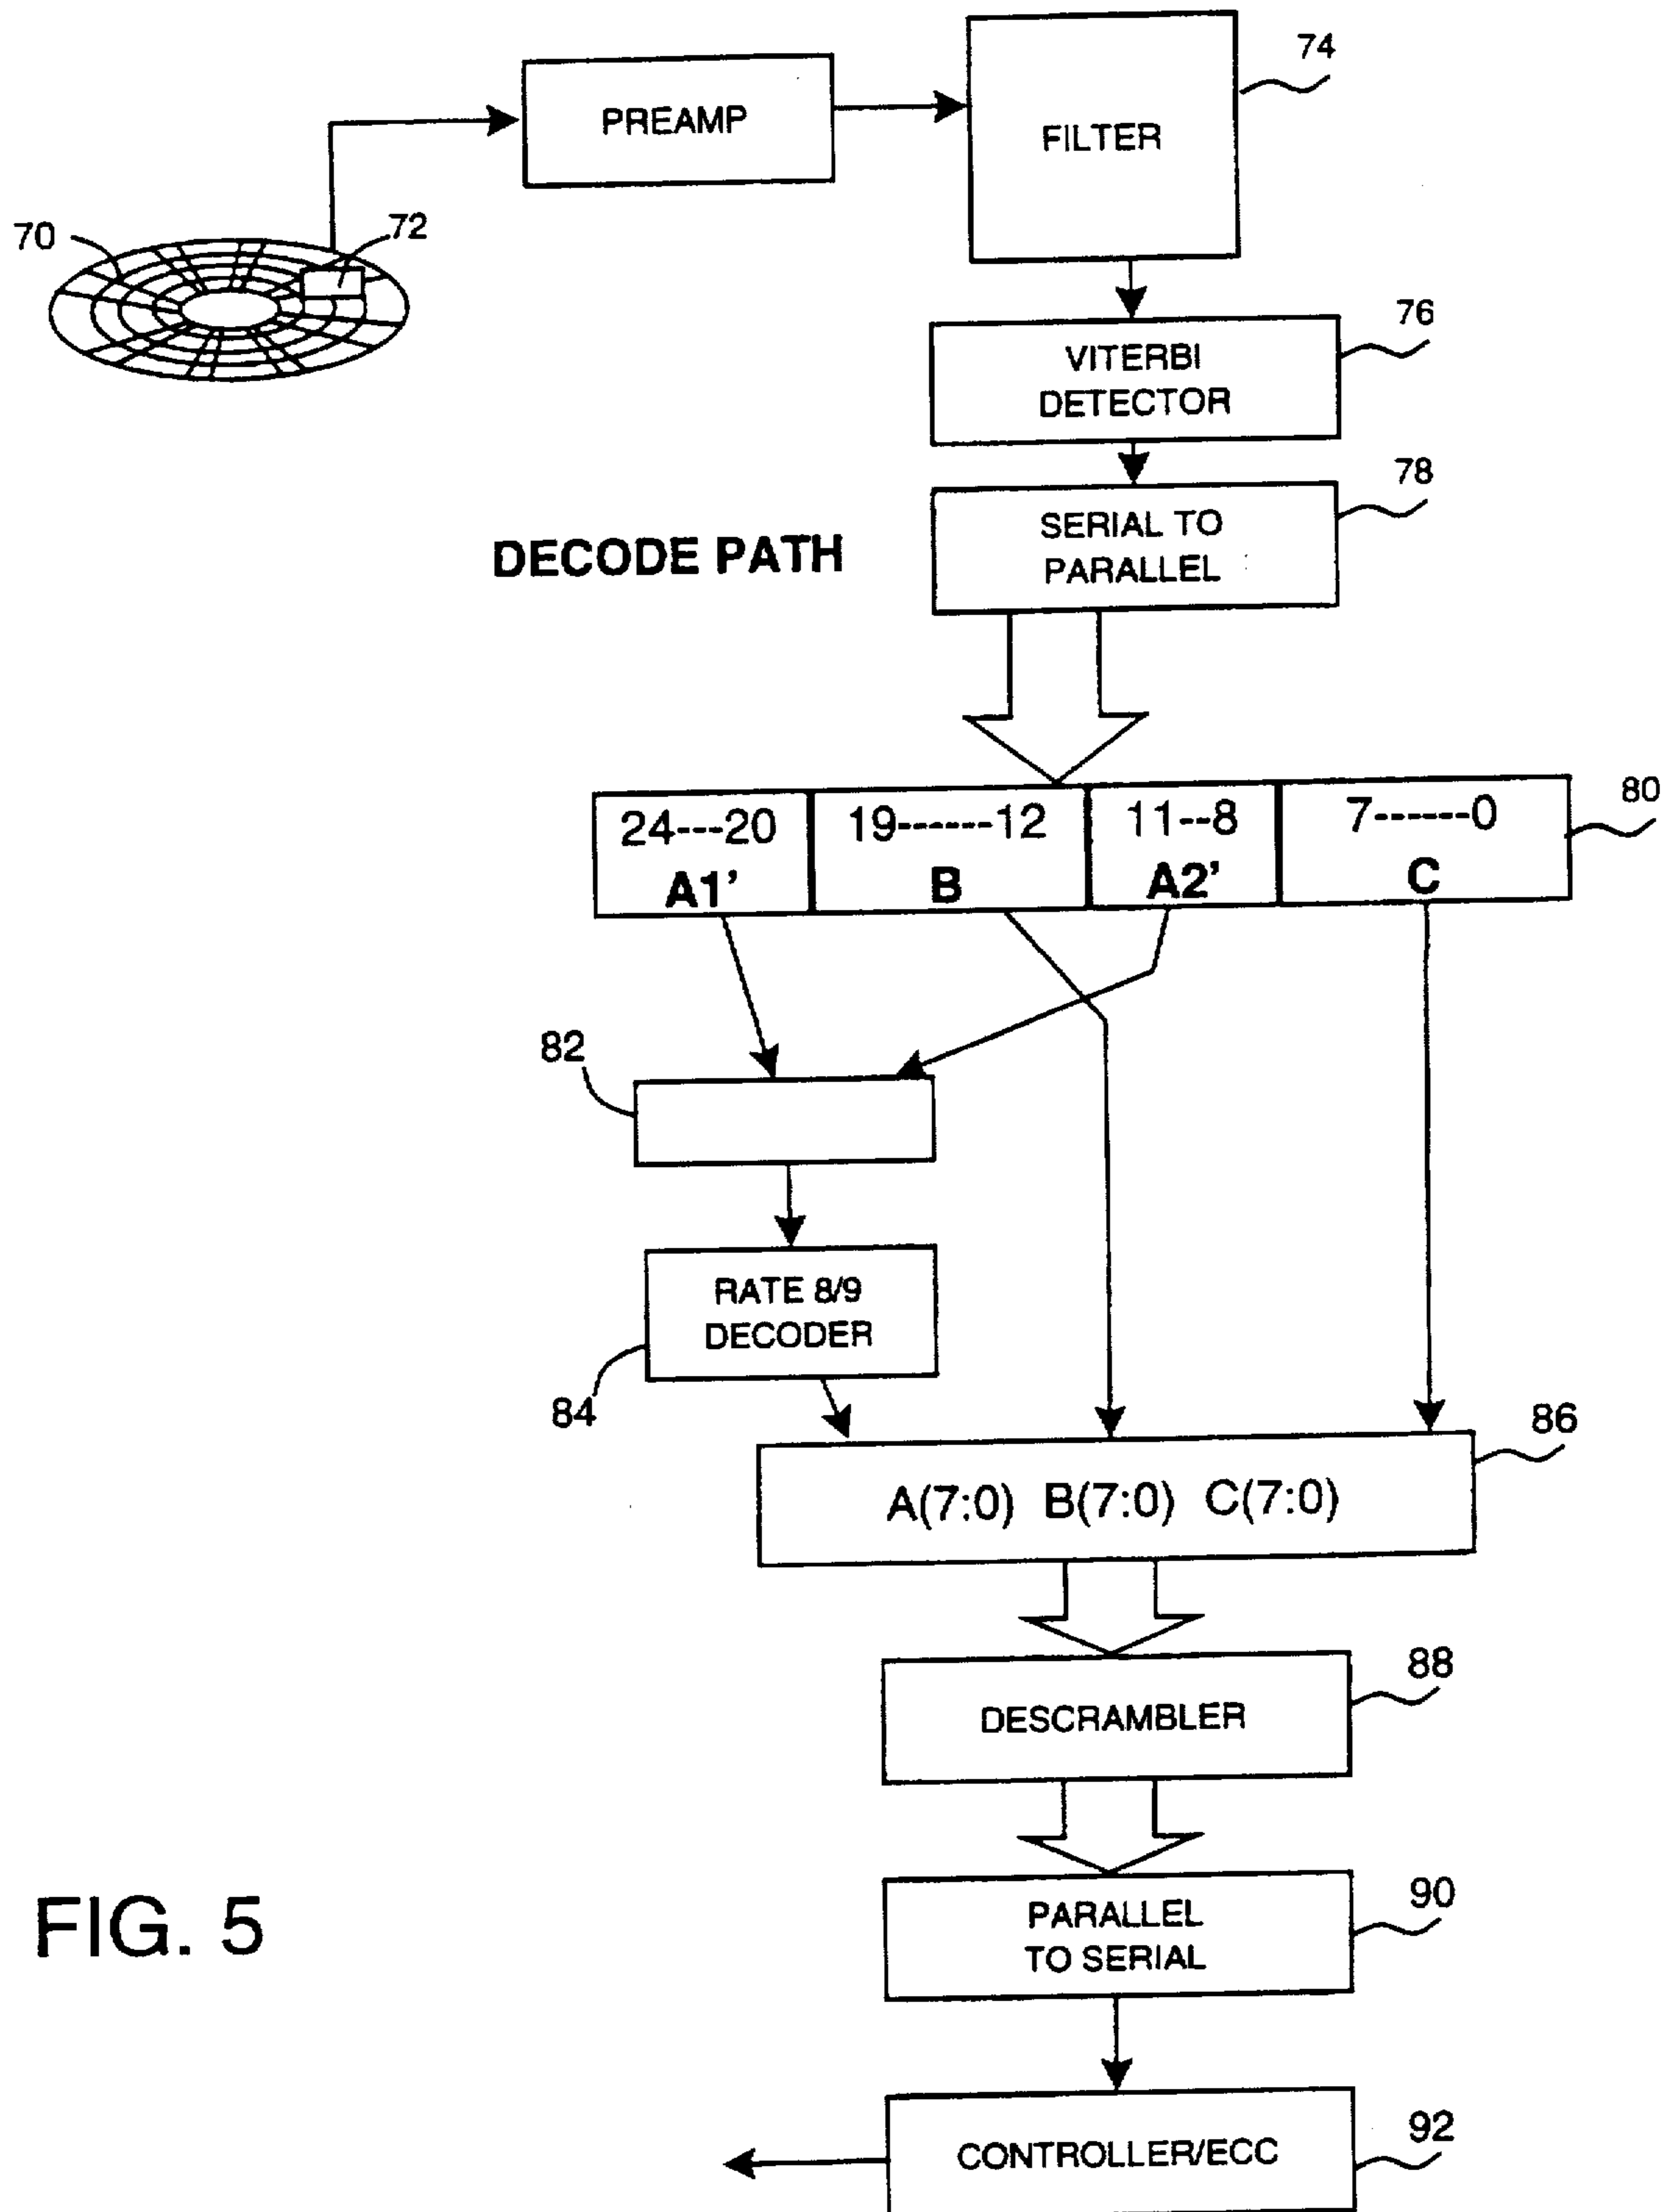 74
PREAMP
FILTER
70
72
76
VITERBI
DETECTOR
78
SERIAL TO
PARALLEL
DECODE PATH
80
24---20
19------12
11--8
7------0
A1’
B
A2’
C
82
RATE 8/9
DECODER
84
86
A(7:0) B(7:0) C(7:0)
88
DESCRAMBLER
90
PARALLEL
TO SERIAL
FIG. 5
92
CONTROLLER/ECC